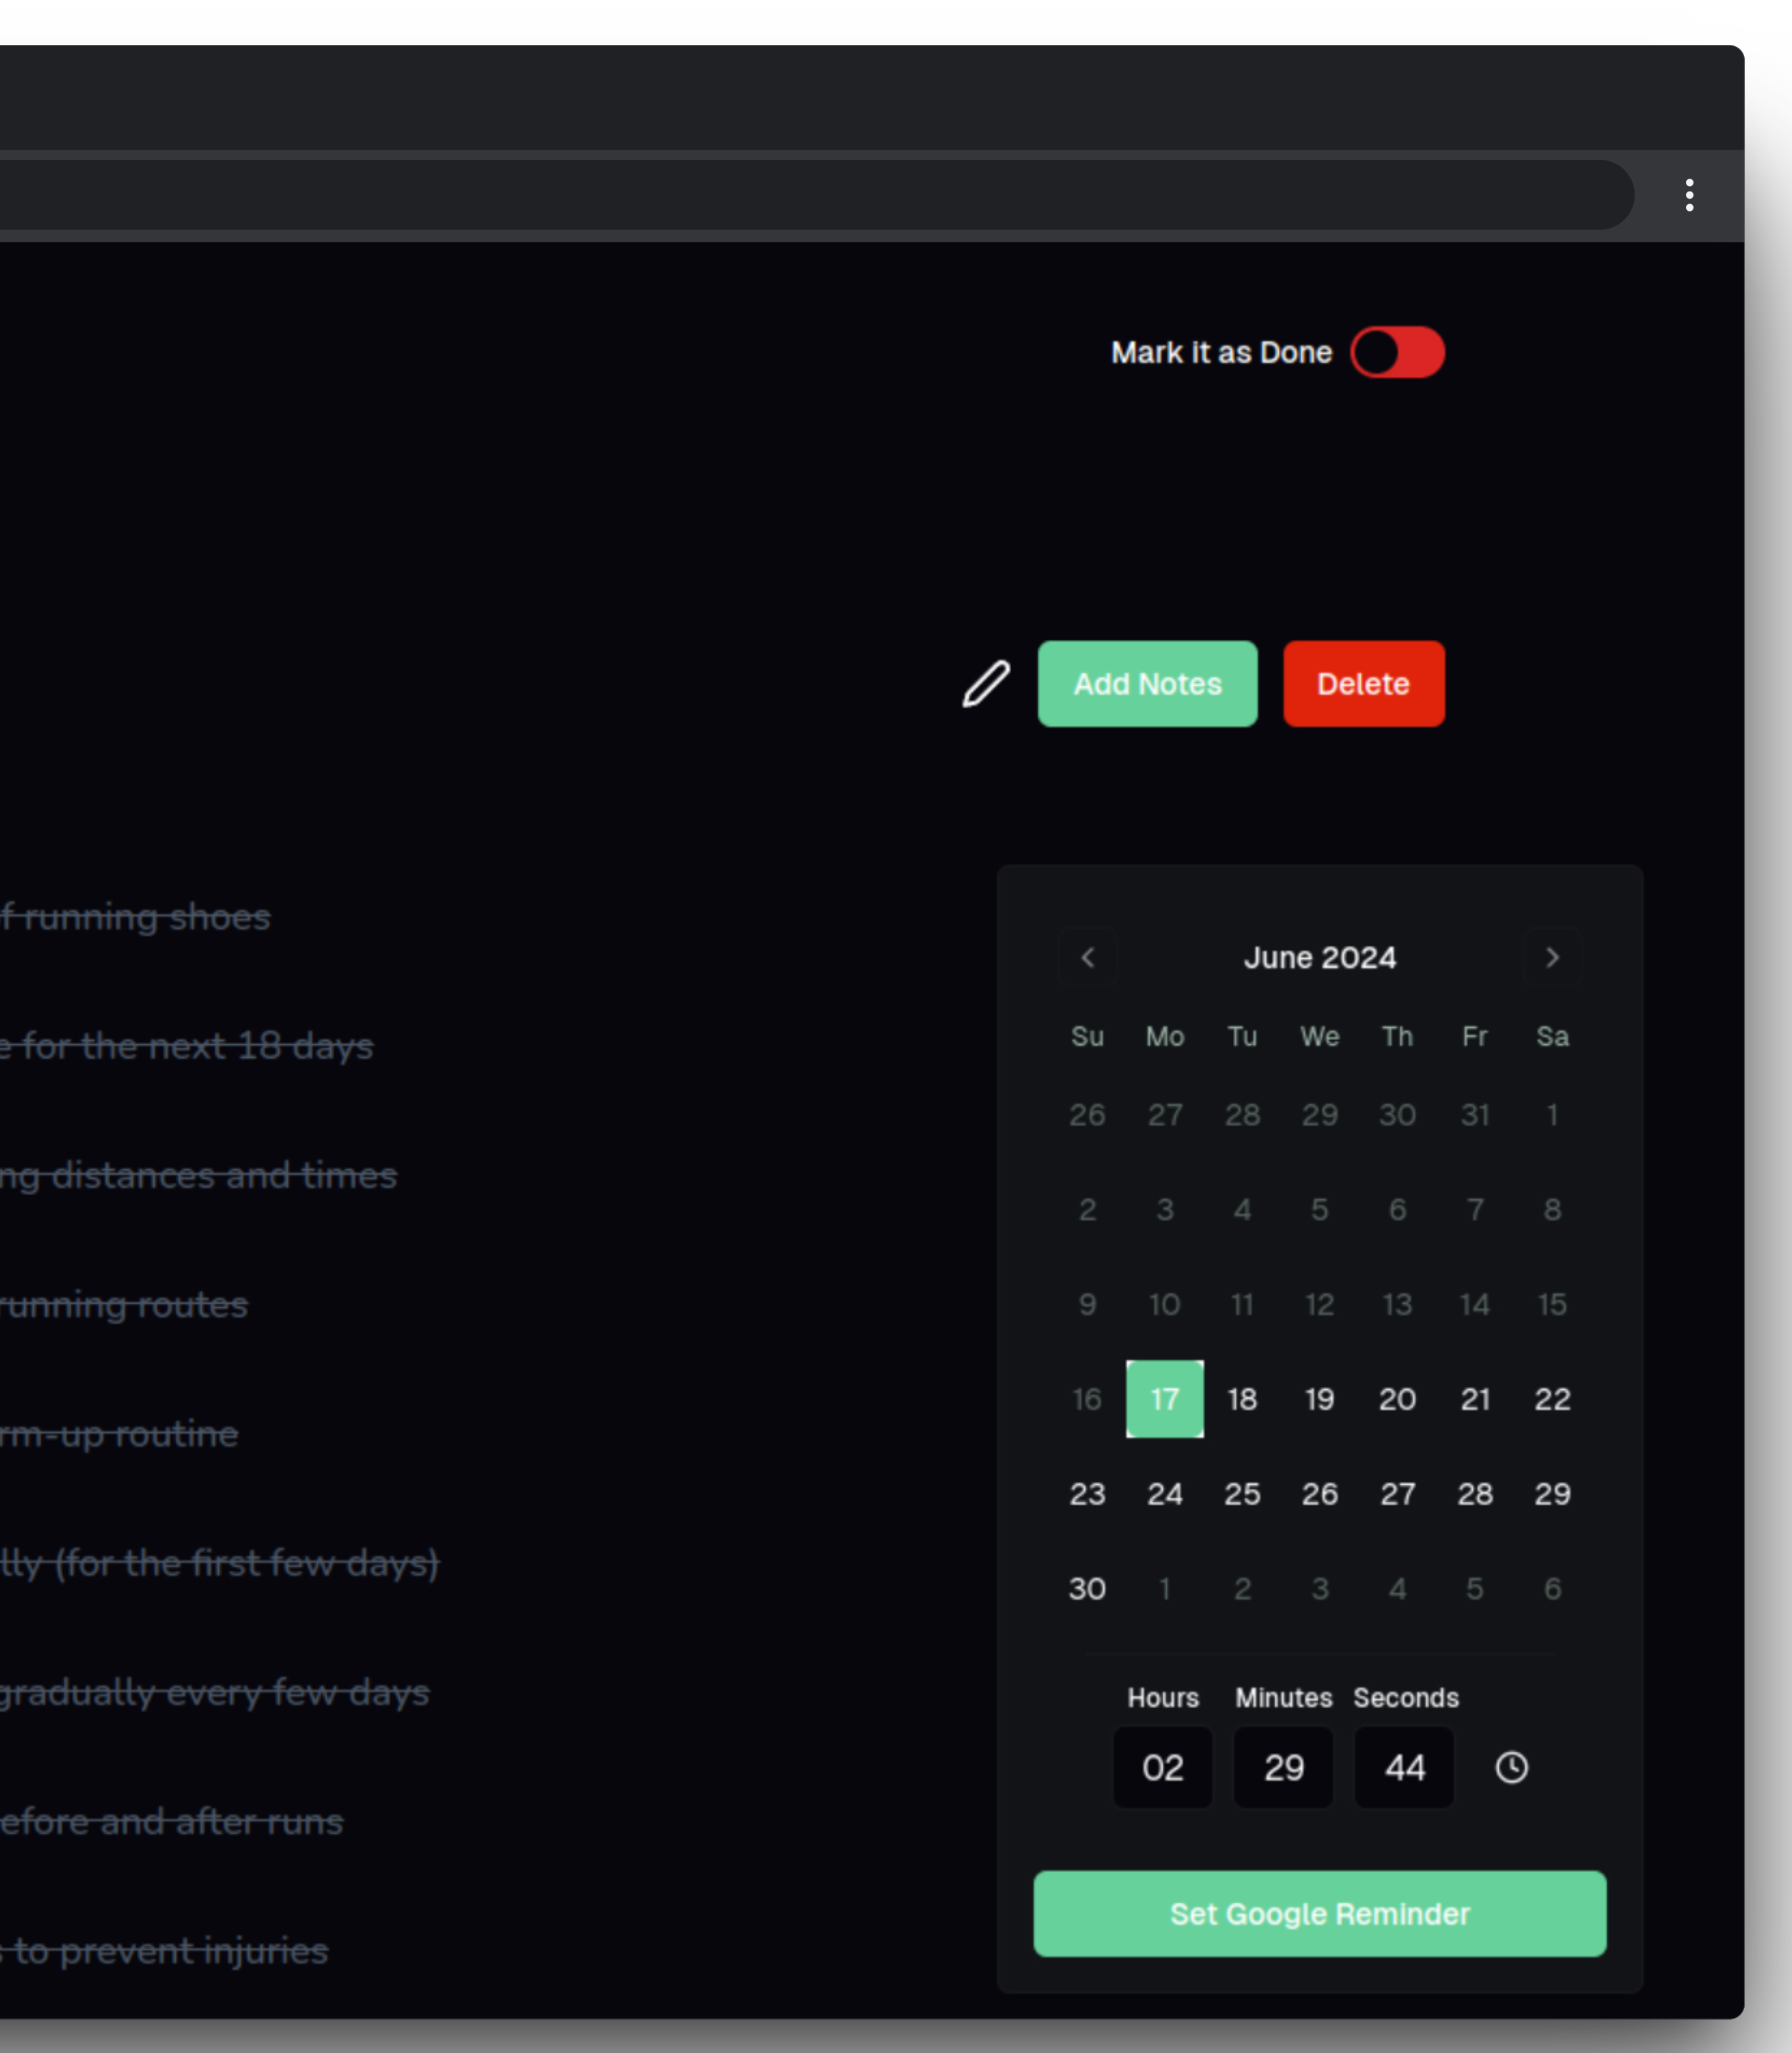 Mark it as Done
Add Notes Delete
f running shoes
e for the next 18 days
ng distances and times
running routes
rm-up routine
lly (for the first few days)
gradually every few days
efore and after runs
s to prevent injuries
June 2024
Su Mo Tu We Th Fr Sa
26 27 28 29 30 31 1
2 3 4 5 6 7 8
9 10 11 12 13 14 15
16 17 18 19 20 21 22
23 24 25 26 27 28 29
30 1 2 3 4 5 6
Hours Minutes Seconds
02 29 44
Set Google Reminder